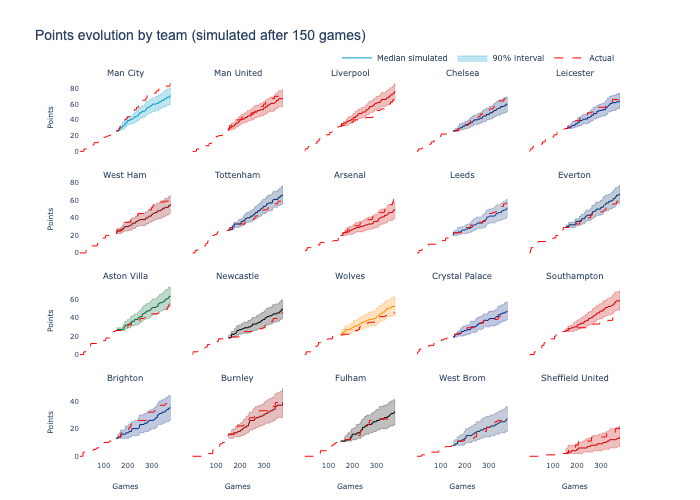 Points evolution by team (simulated after 150 games)
Median simulated 90% interval Actual
Man City Man United Liverpool Chelsea Leicester
80
60
40
20
0
Points
West Ham Tottenham Arsenal Leeds Everton
80
60
40
20
0
Points
Aston Villa Newcastle Wolves Crystal Palace Southampton
60
40
20
0
Points
Brighton Burnley Fulham West Brom Sheffield United
40
20
0
Points
100 200 300 100 200 300 100 200 300 100 200 300 100 200 300
Games Games Games Games Games